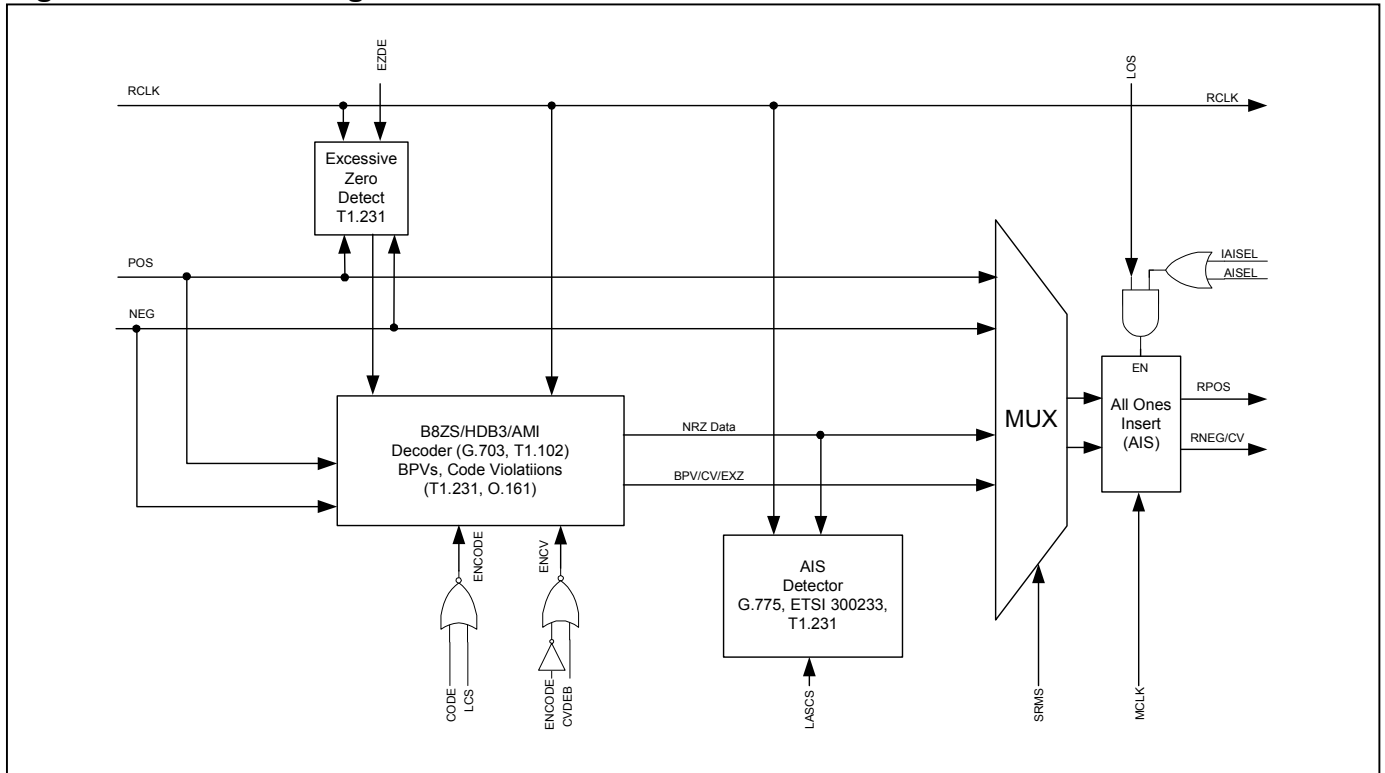 EZDE
LOS
RCLK
RCLK
Excessive
Zero
Detect
T1.231
IAISEL
AISEL
POS
NEG
EN
All Ones
Insert
(AIS)
RPOS
RNEG/CV
MUX
B8ZS/HDB3/AMI
Decoder (G.703, T1.102)
BPVs, Code Violatiions
(T1.231, O.161)
NRZ Data
BPV/CV/EXZ
ENCODE
ENCV
AIS
Detector
G.775, ETSI 300233,
T1.231
CODE
LCS
ENCODE
CVDEB
LASCS
SRMS
MCLK